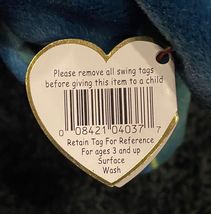 Please remove all swing tags
before giving this item to a child
0 08421 04037 7
Retain Tag For Reference
For ages 3 and up
Surface
Wash